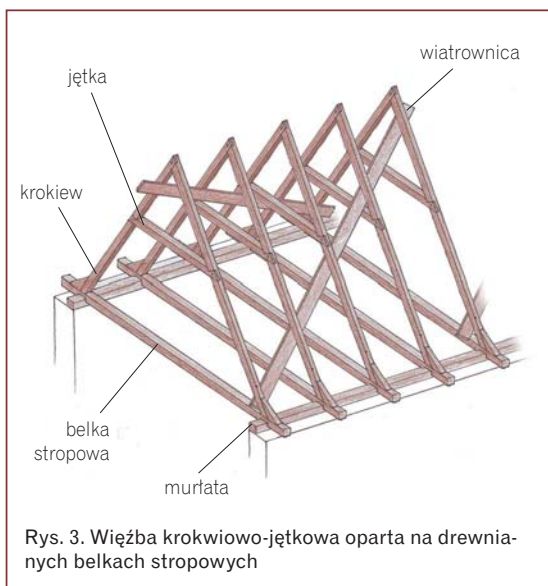 wiatrownica
jętka
krokiew
belka
stropowa
murłata
Rys. 3. Więźba krokwiowo-jętkowa oparta na drewnia-
nych belkach stropowych